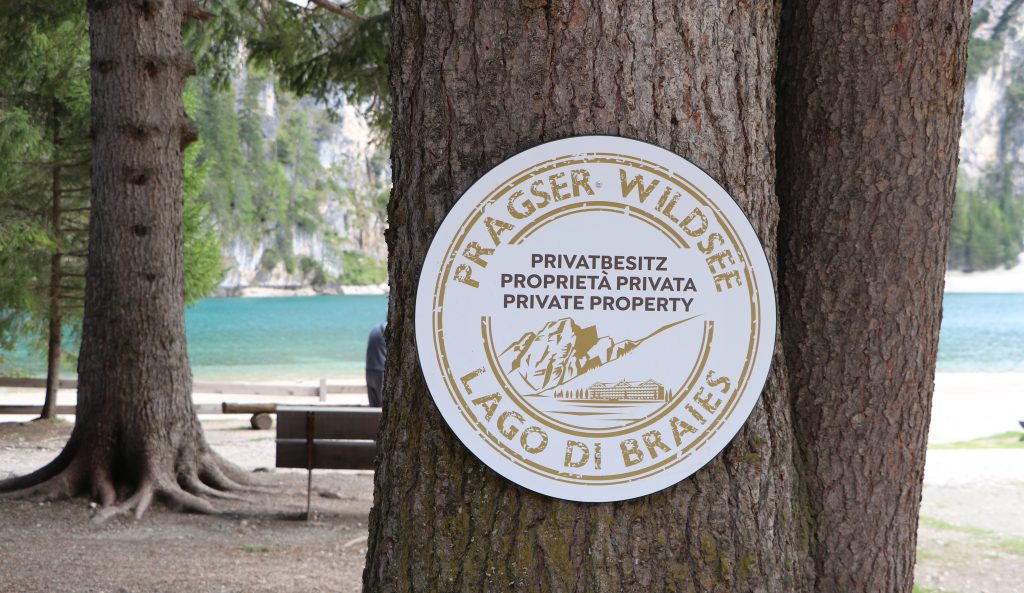 PRAGSER WILDSEE
PRIVATBESITZ
PROPRIETÀ PRIVATA
PRIVATE PROPERTY
LAGO DI BRAIES